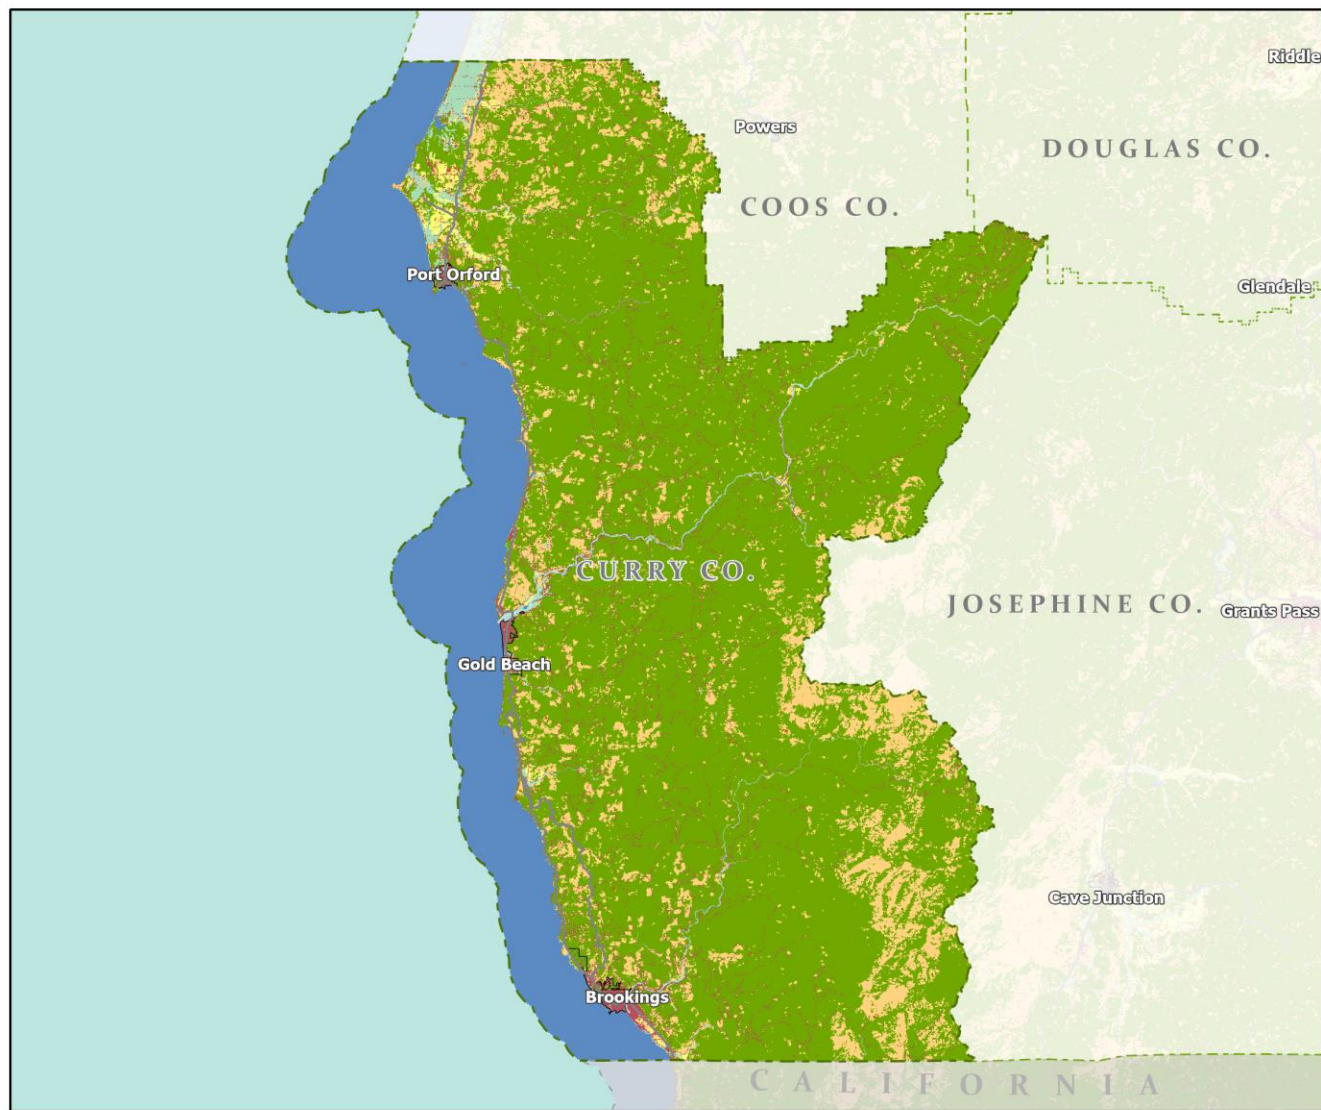 Riddle
Powers
DOUGLAS CO.
COOS CO.
Port Orford
Glendale
CURRY CO.
JOSEPHINE CO.
Grants Pass
Gold Beach
Cave Junction
Brookings
CALIFORNIA